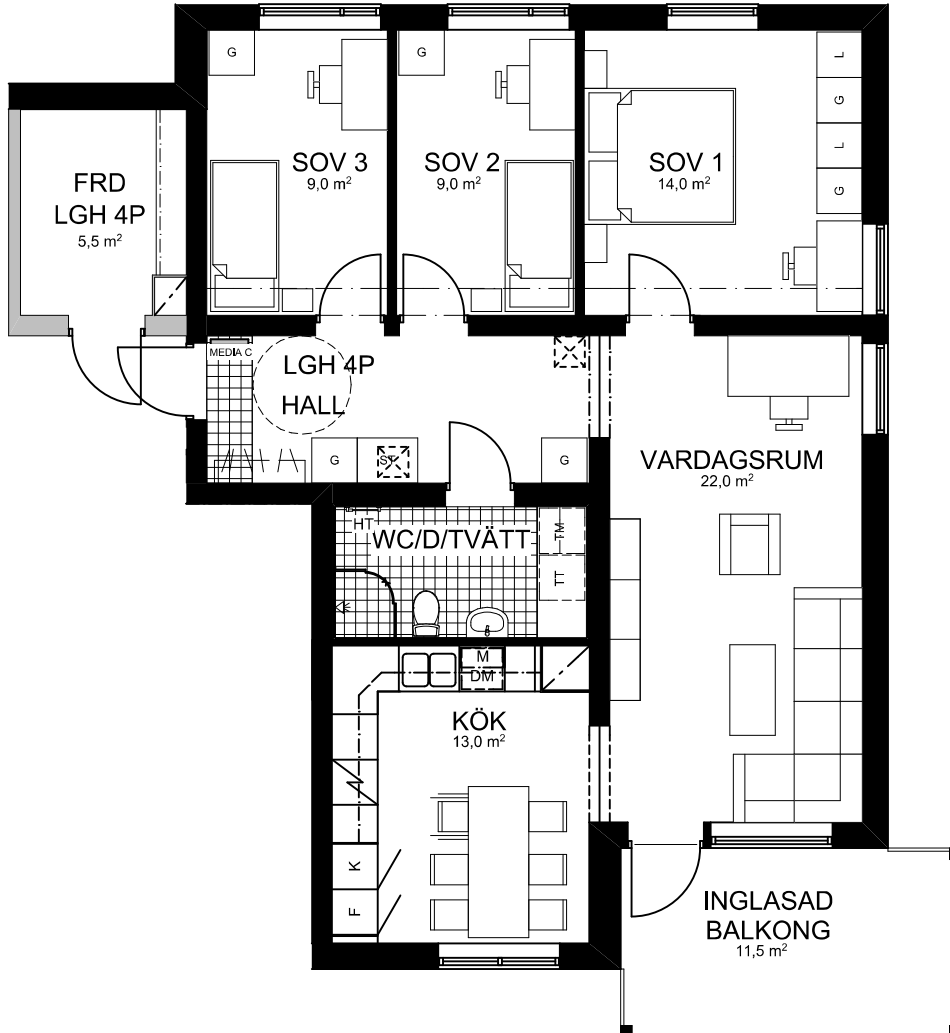 G
G
L
G
L
G
SOV 3
9,0 m²
SOV 2
9,0 m²
SOV 1
14,0 m²
FRD
LGH 4P
5,5 m²
MEDIA C
LGH 4P
HALL
G
ST
G
VARDAGSRUM
22,0 m²
HT
WC/D/TVÄTT
TM
TT
M
DM
KÖK
13,0 m²
K
F
INGLASAD
BALKONG
11,5 m²